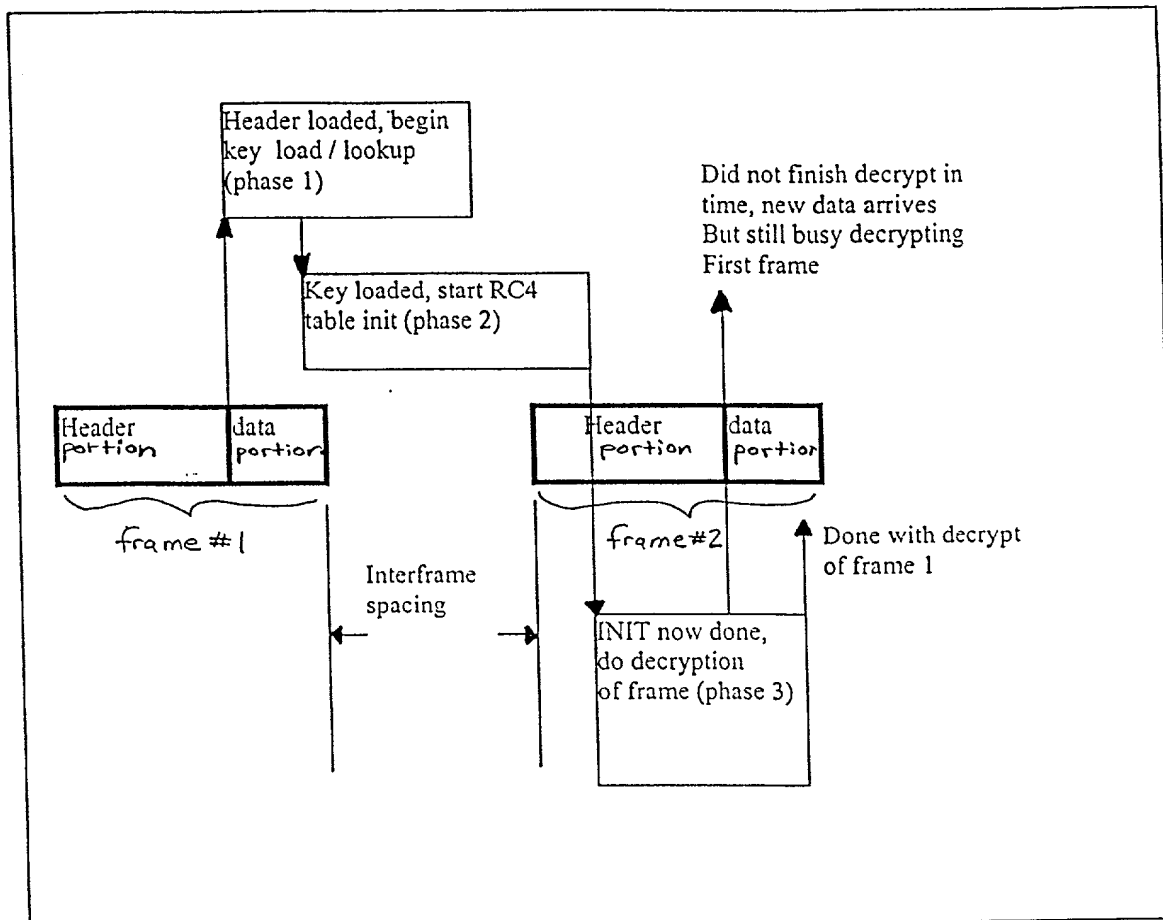 Header loaded, begin
key load / lookup
(phase 1)
Did not finish decrypt in
time, new data arrives
But still busy decrypting
First frame
Key loaded, start RC4
table init (phase 2)
Header
portion
data
portion
Header
portion
data
portion
frame #1
frame#2
Interframe
spacing
Done with decrypt
of frame 1
INIT now done,
do decryption
of frame (phase 3)